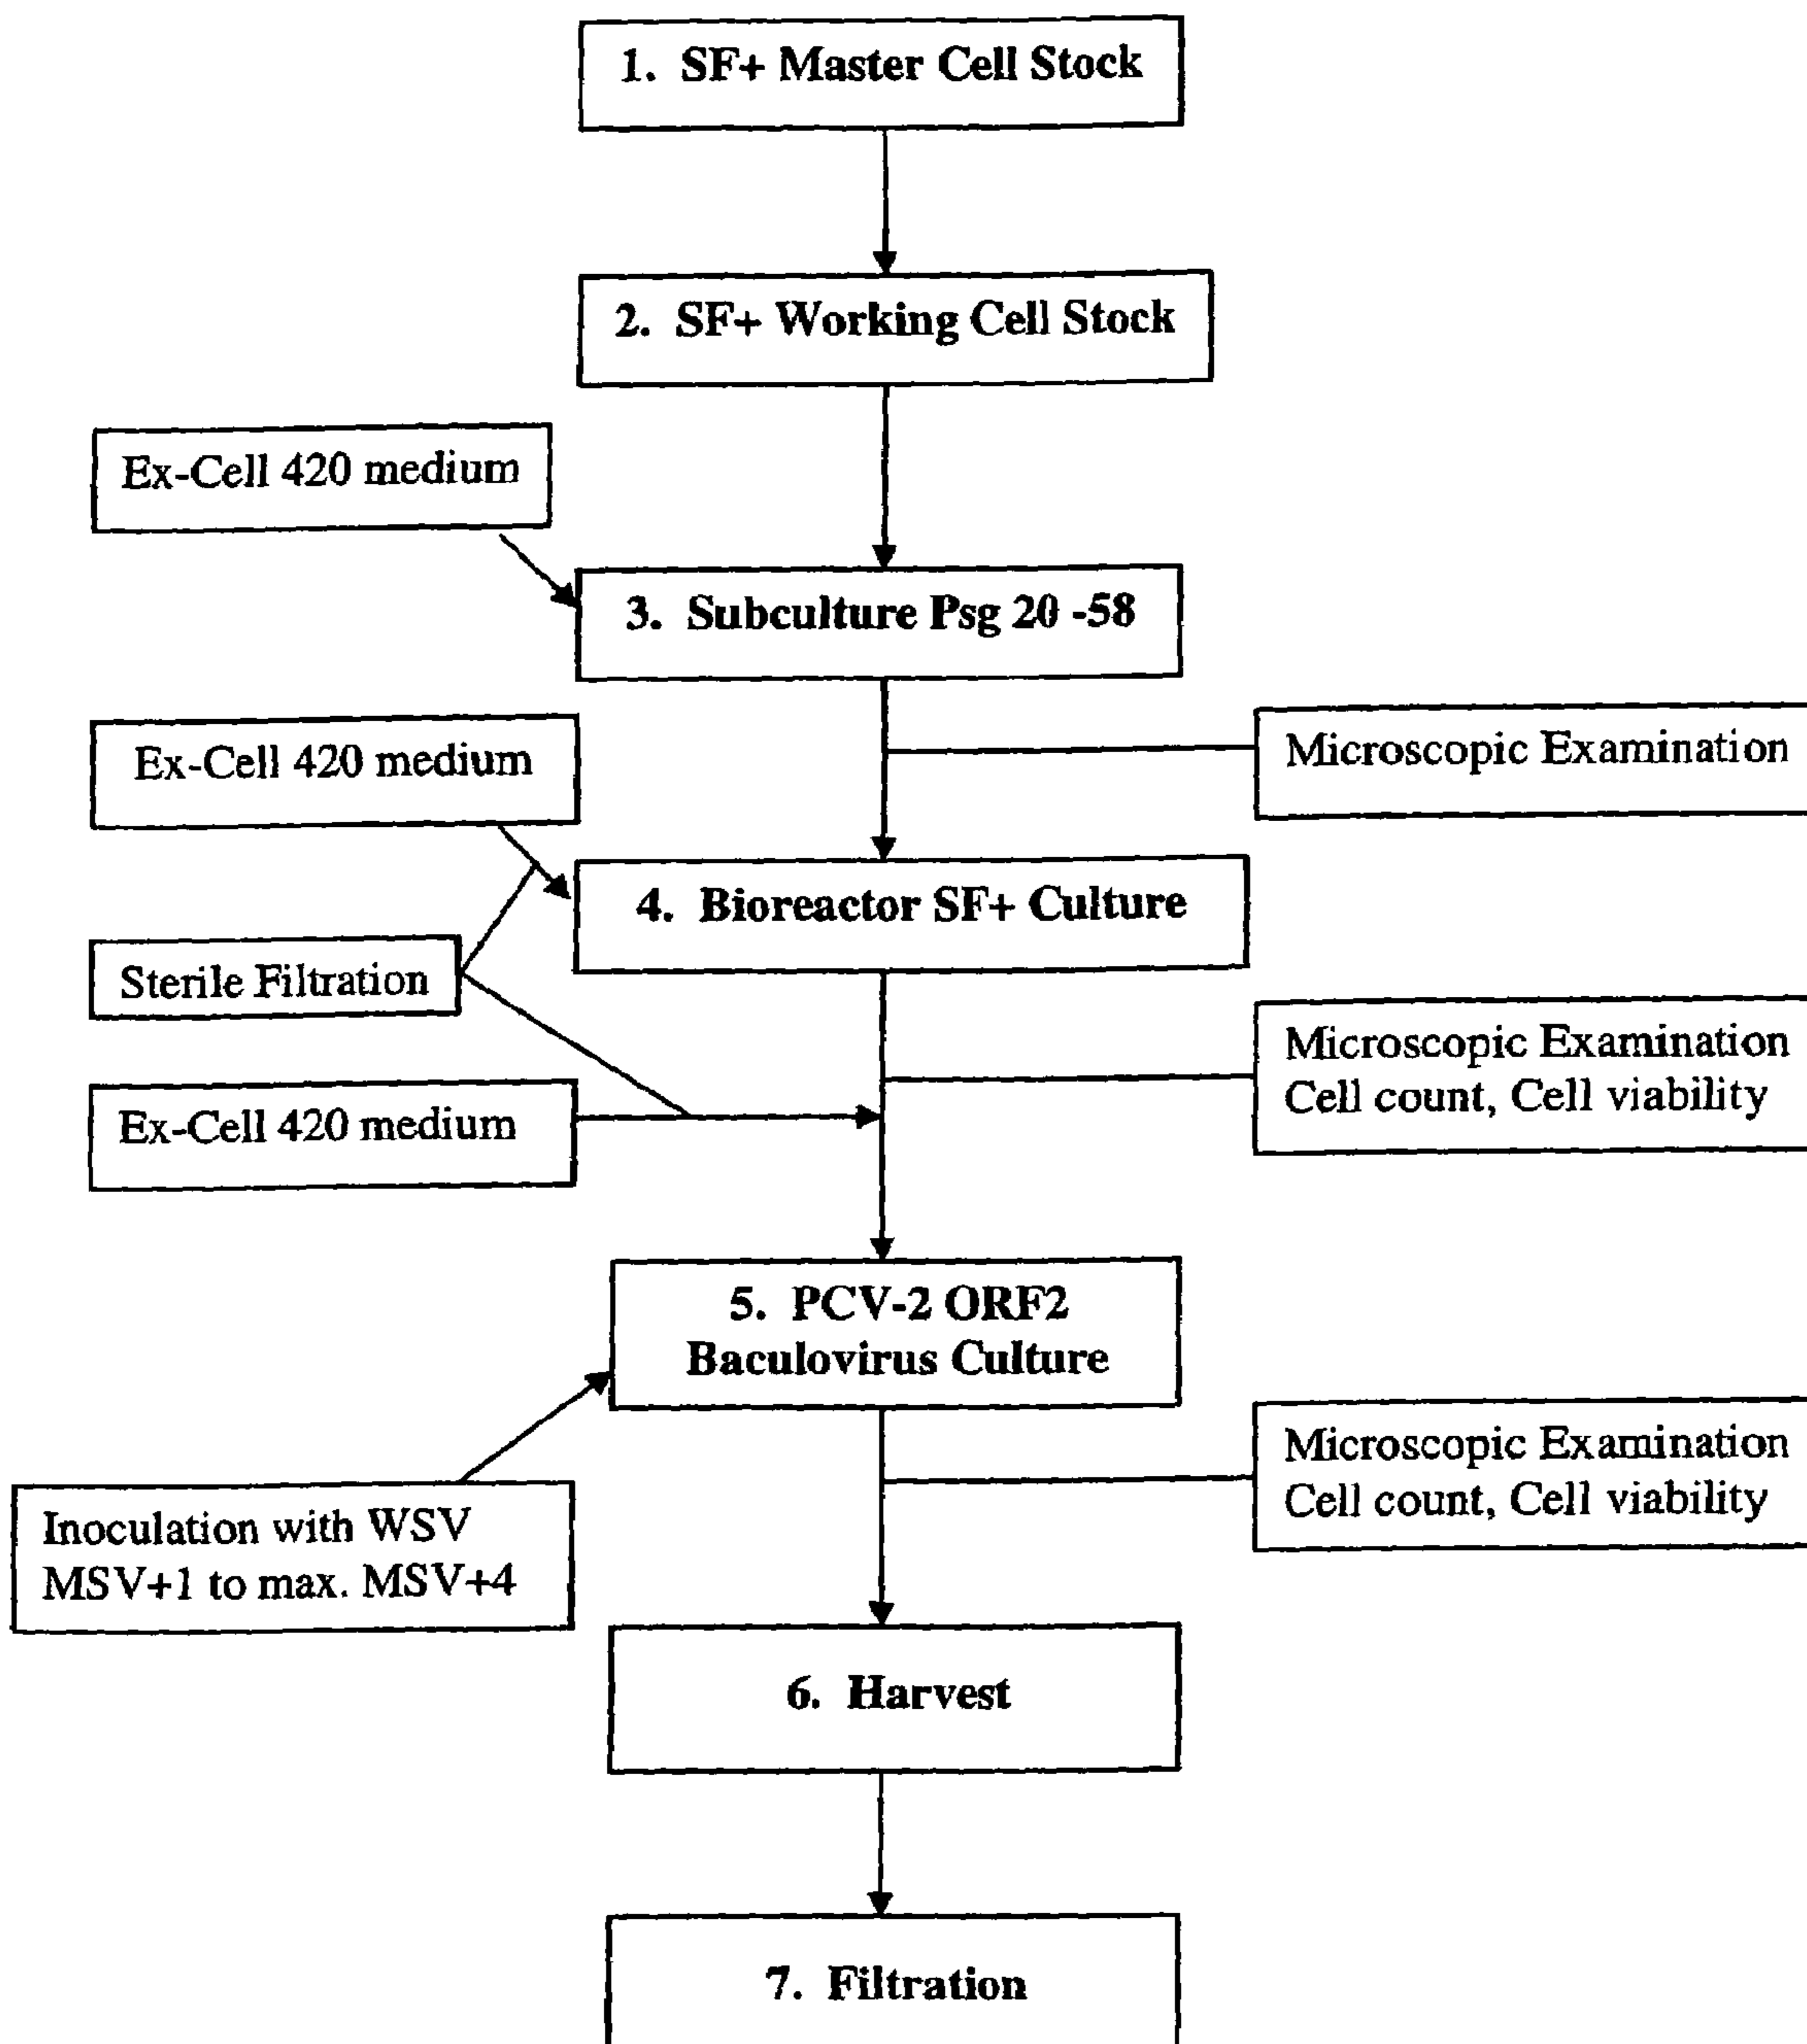 1. SF+ Master Cell Stock
2. SF+ Working Cell Stock
Ex-Cell 420 medium
3. Subculture Psg 20 -58
Ex-Cell 420 medium
Microscopic Examination
4. Bioreactor SF+ Culture
Sterile Filtration
Microscopic Examination
Cell count, Cell viability
Ex-Cell 420 medium
5. PCV-2 ORF2
Baculovirus Culture
Microscopic Examination
Cell count, Cell viability
Inoculation with WSV
MSV+1 to max. MSV+4
6. Harvest
7. Filtration